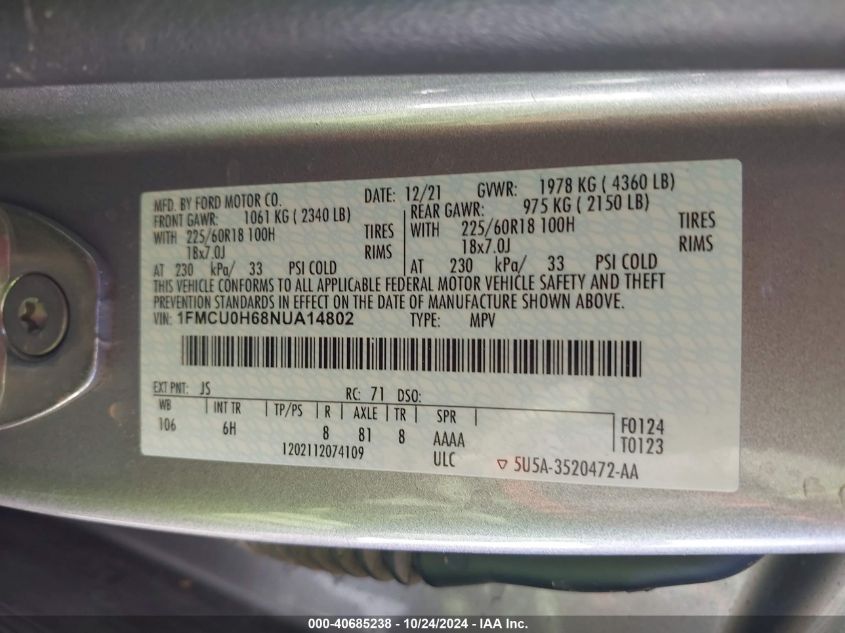 MFD. BY FORD MOTOR CO. DATE: 12/21 GVWR: 1978 KG ( 4360 LB)
FRONT GAWR: 1061 KG ( 2340 LB) REAR GAWR: 975 KG ( 2150 LB)
WITH 225/60R18 100H TIRES WITH 225/60R18 100H TIRES
18x7.0J RIMS 18x7.0J RIMS
AT 230 kPa/ 33 PSI COLD AT 230 kPa/ 33 PSI COLD
THIS VEHICLE CONFORMS TO ALL APPLICABLE FEDERAL MOTOR VEHICLE SAFETY AND THEFT
PREVENTION STANDARDS IN EFFECT ON THE DATE OF MANUFACTURE SHOWN ABOVE.
VIN: 1FMCU0H68NUA14802 TYPE: MPV
EXT PNT: JS RC: 71 DSO:
WB INT TR TP/PS R AXLE TR SPR
106 6H 8 81 8 AAAA
F0124
T0123
1202112074109 ULC 5U5A-3520472-AA
000-40685238 - 10/24/2024 - IAA Inc.